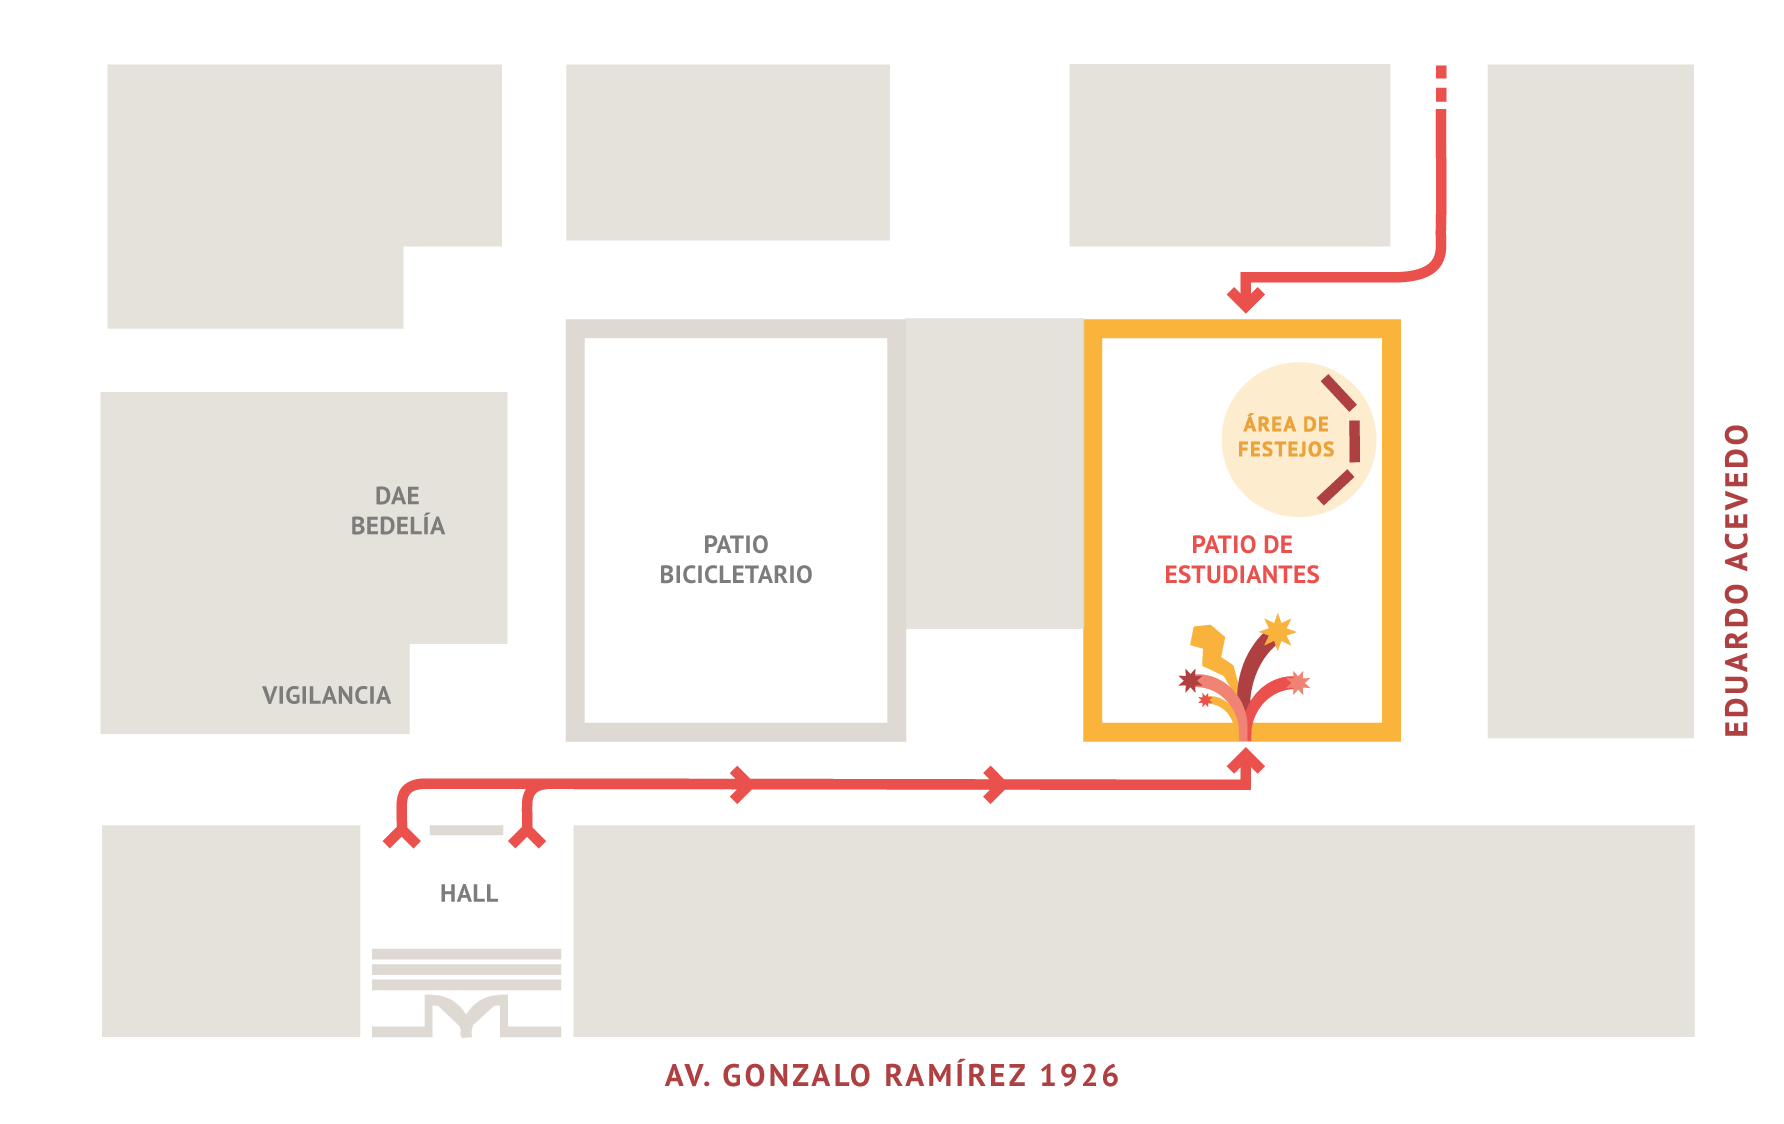 ÁREA DE
FESTEJOS
DAE
BEDELÍA
PATIO
BICICLETARIO
PATIO DE
ESTUDIANTES
VIGILANCIA
EDUARDO ACEVEDO
HALL
AV. GONZALO RAMÍREZ 1926